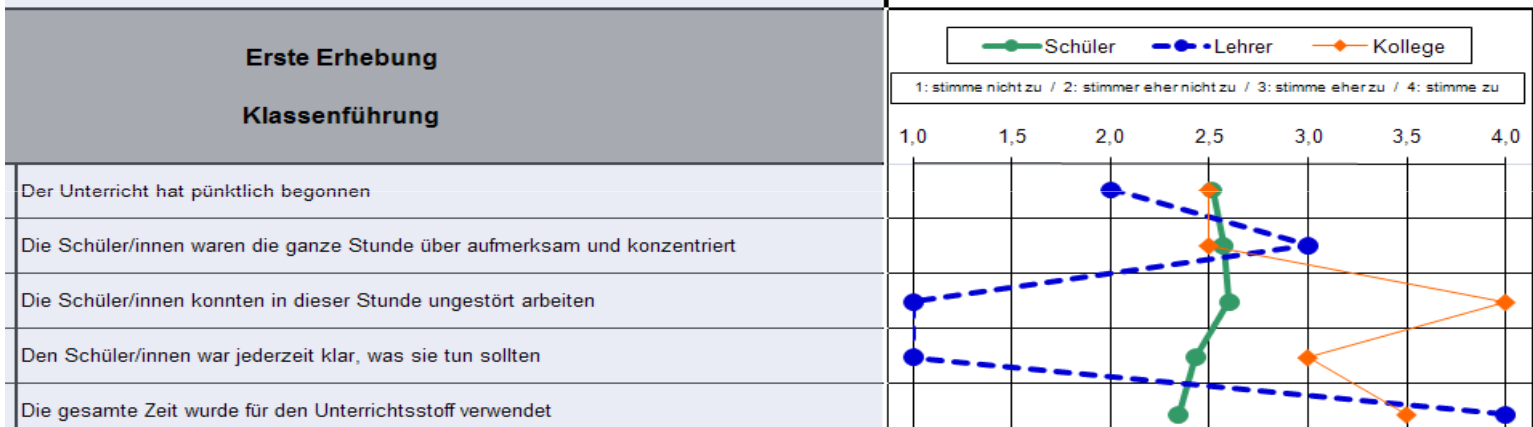 Erste Erhebung
Klassenführung
Schüler Lehrer Kollege
1: stimme nicht zu / 2: stimmer eher nicht zu / 3: stimme eher zu / 4: stimme zu
1,0 1,5 2,0 2,5 3,0 3,5 4,0
Der Unterricht hat pünktlich begonnen
Die Schüler/innen waren die ganze Stunde über aufmerksam und konzentriert
Die Schüler/innen konnten in dieser Stunde ungestört arbeiten
Den Schüler/innen war jederzeit klar, was sie tun sollten
Die gesamte Zeit wurde für den Unterrichtsstoff verwendet